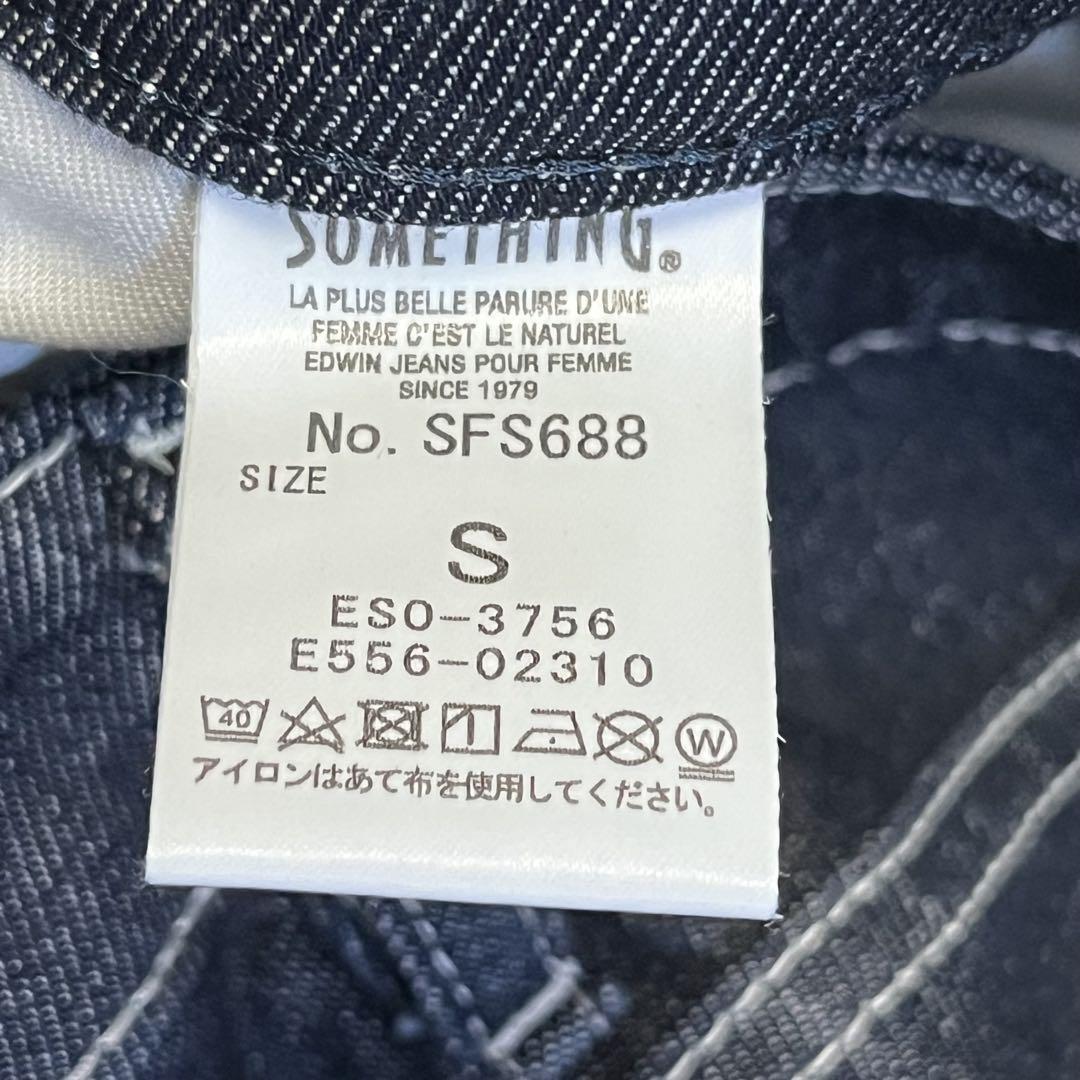 SOMETHING®
LA PLUS BELLE PARURE D'UNE
FEMME C'EST LE NATUREL
EDWIN JEANS POUR FEMME
SINCE 1979
No. SFS688
SIZE
S
ESO-3756
E556-02310
40 W
アイロンはあて布を使用してください。